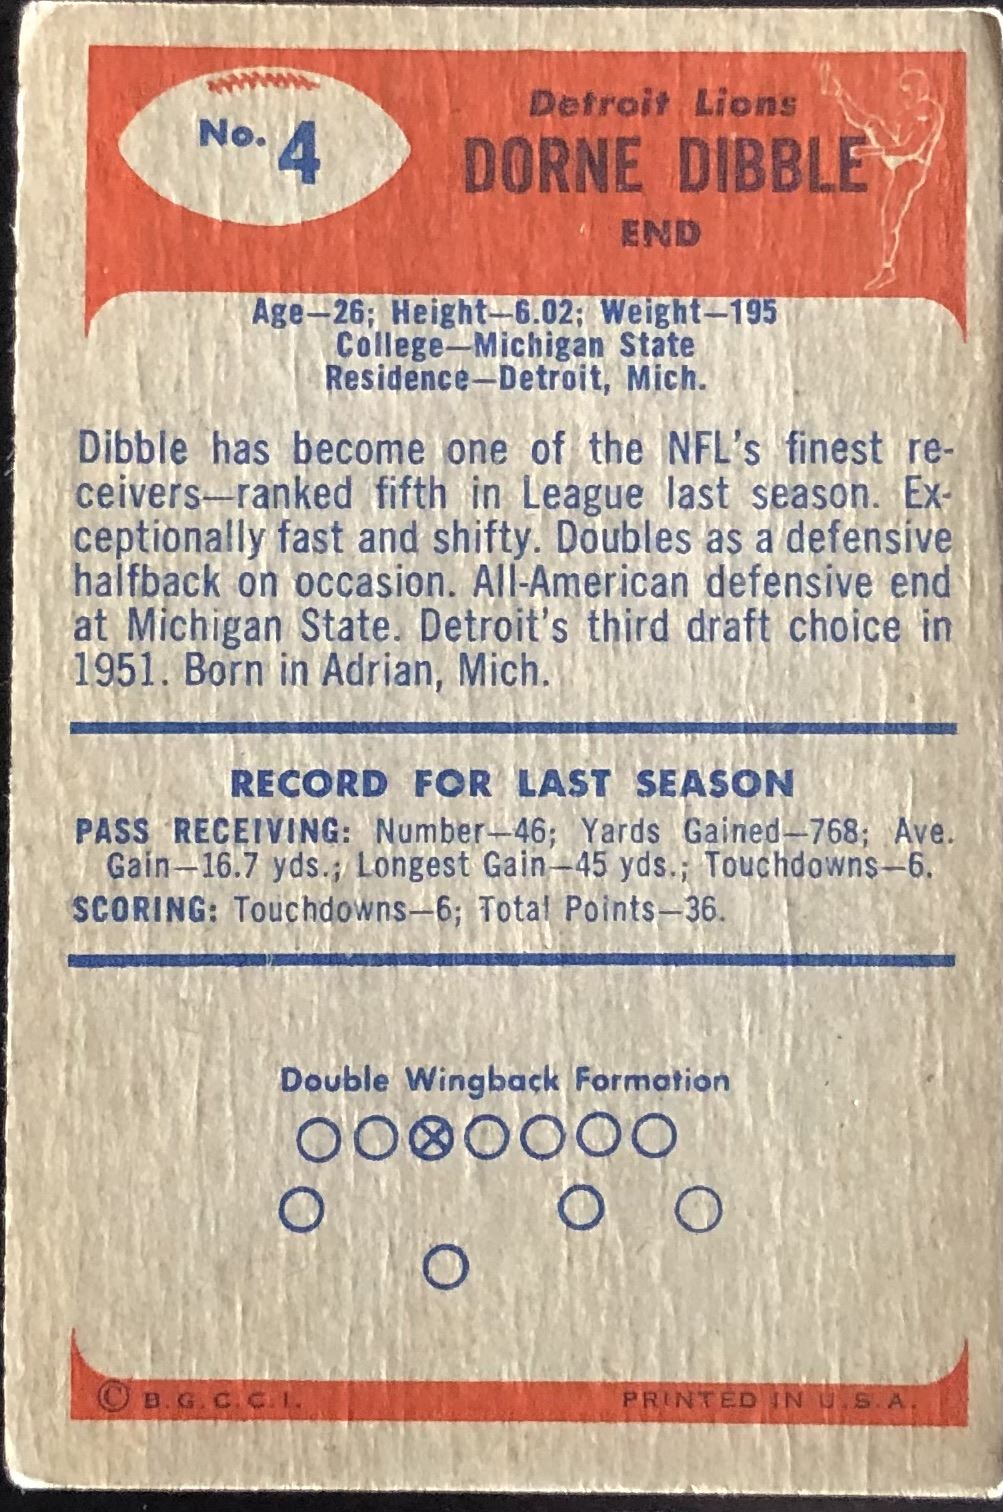 No. 4
Detroit Lions
DORNE DIBBLE
END
Age—26; Height—6.02; Weight—195
College—Michigan State
Residence—Detroit, Mich.
Dibble has become one of the NFL's finest re-
ceivers—ranked fifth in League last season. Ex-
ceptionally fast and shifty. Doubles as a defensive
halfback on occasion. All-American defensive end
at Michigan State. Detroit's third draft choice in
1951. Born in Adrian, Mich.
RECORD FOR LAST SEASON
PASS RECEIVING: Number—46; Yards Gained—768; Ave.
Gain—16.7 yds.; Longest Gain—45 yds.; Touchdowns—6.
SCORING: Touchdowns—6; Total Points—36.
Double Wingback Formation
© B.G.C.C.I. PRINTED IN U.S.A.